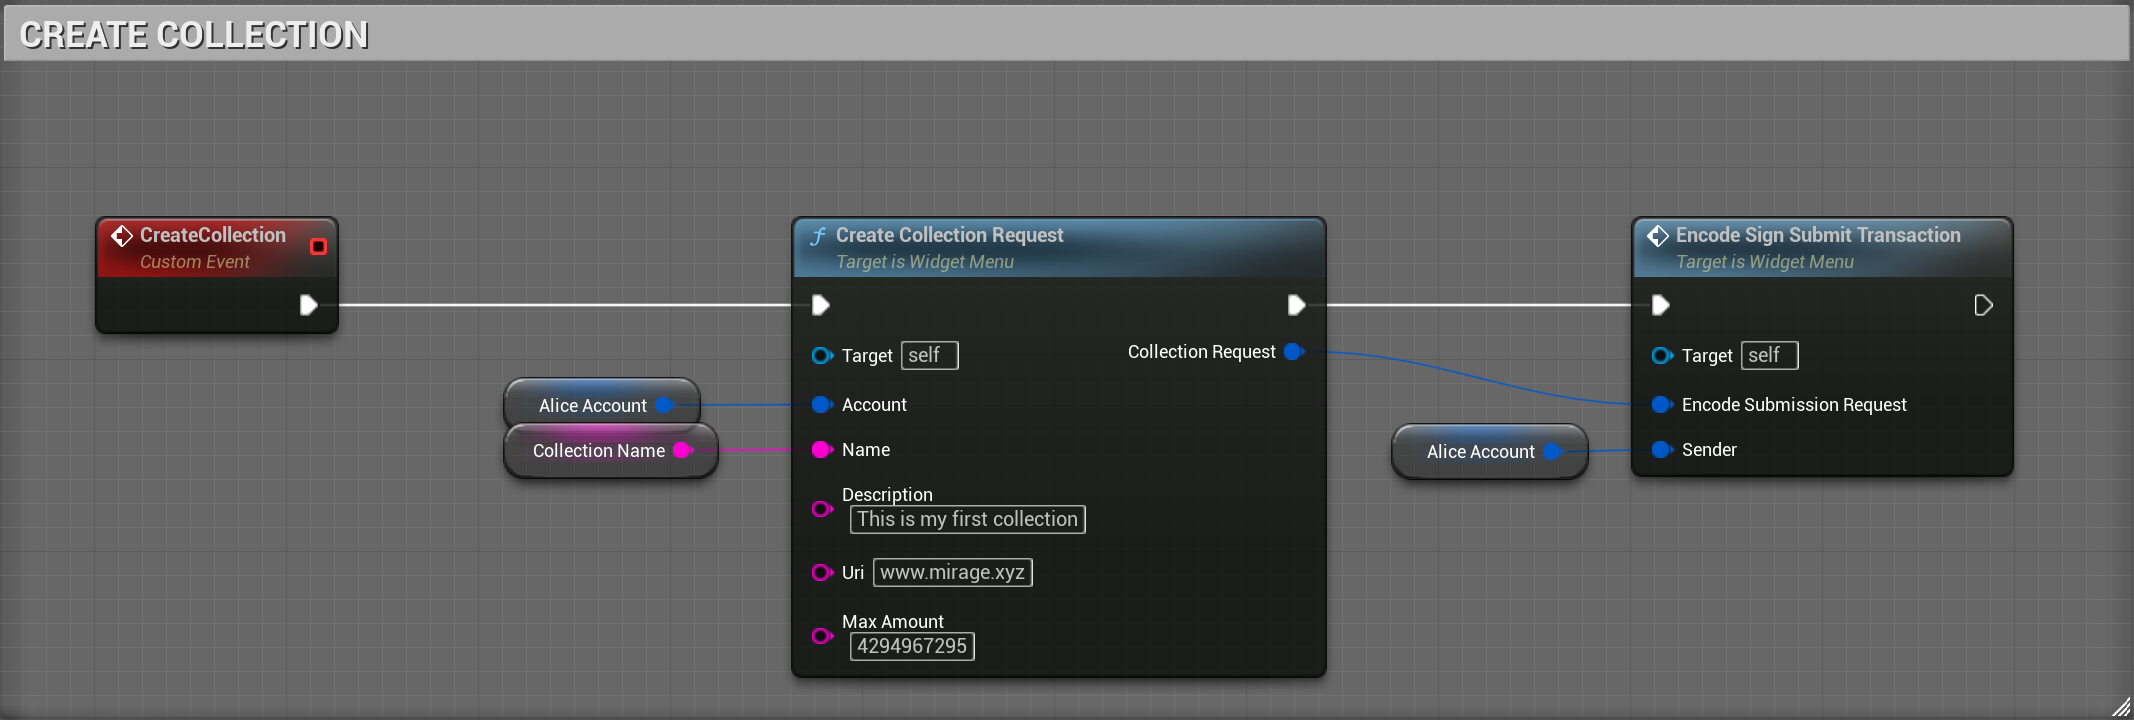 CREATE COLLECTION
CreateCollection
Custom Event
Alice Account
Collection Name
Create Collection Request
Target is Widget Menu
Target self
Collection Request
Account
Name
Description
This is my first collection
Uri www.mirage.xyz
Max Amount
4294967295
Alice Account
Encode Sign Submit Transaction
Target is Widget Menu
Target self
Encode Submission Request
Sender